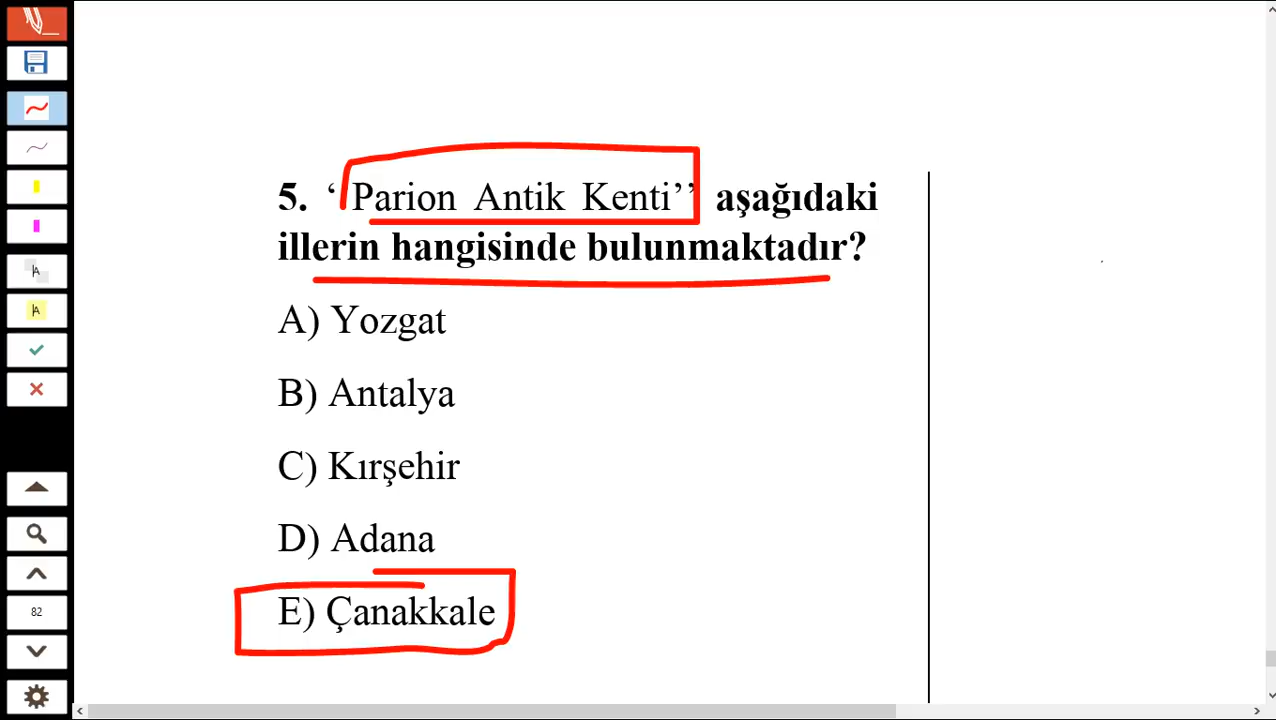 5. ‘ Parion Antik Kenti’’ aşağıdaki
illerin hangisinde bulunmaktadır?
A) Yozgat
B) Antalya
C) Kırşehir
D) Adana
E) Çanakkale
A
A
82